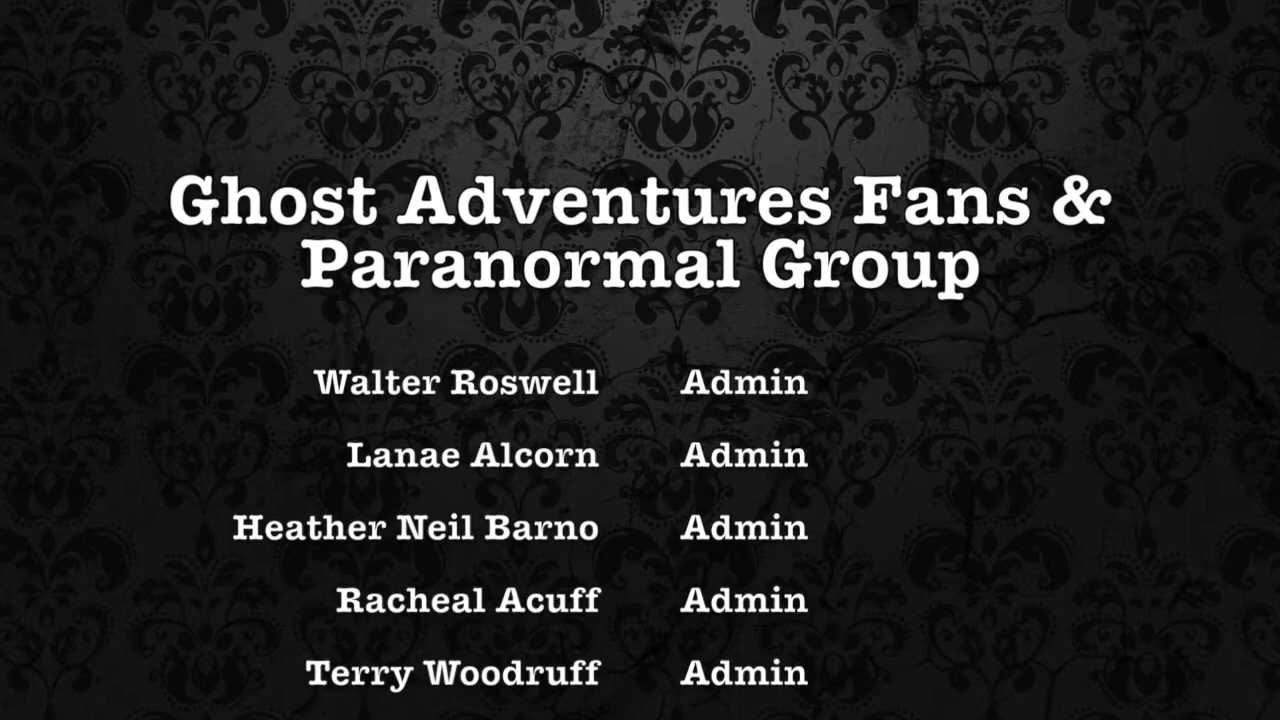 Ghost Adventures Fans &
Paranormal Group
Walter Roswell Admin
Lanae Alcorn Admin
Heather Neil Barno Admin
Racheal Acuff Admin
Terry Woodruff Admin